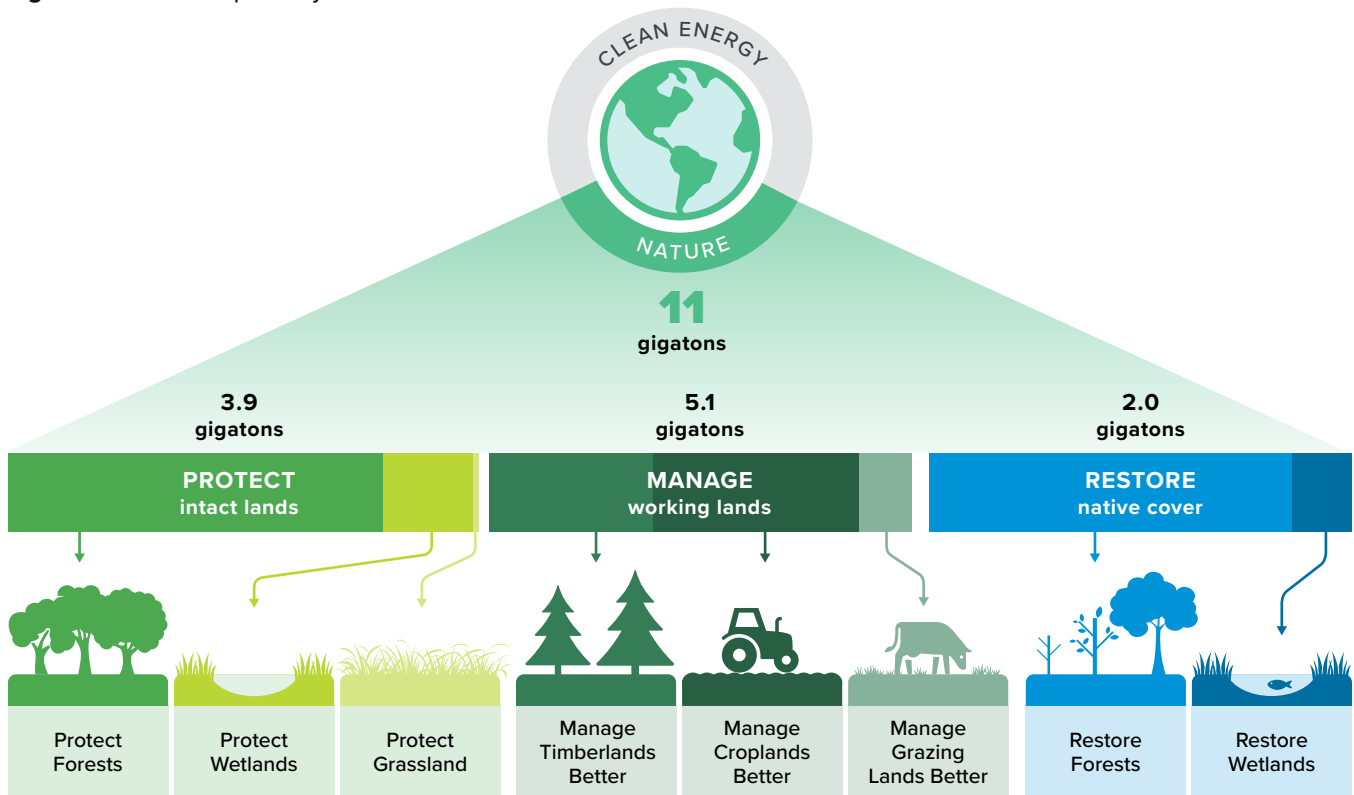 CLEAN ENERGY
NATURE
11
gigatons
3.9
gigatons
5.1
gigatons
2.0
gigatons
PROTECT
intact lands
MANAGE
working lands
RESTORE
native cover
Protect
Forests
Protect
Wetlands
Protect
Grassland
Manage
Timberlands
Better
Manage
Croplands
Better
Manage
Grazing
Lands Better
Restore
Forests
Restore
Wetlands